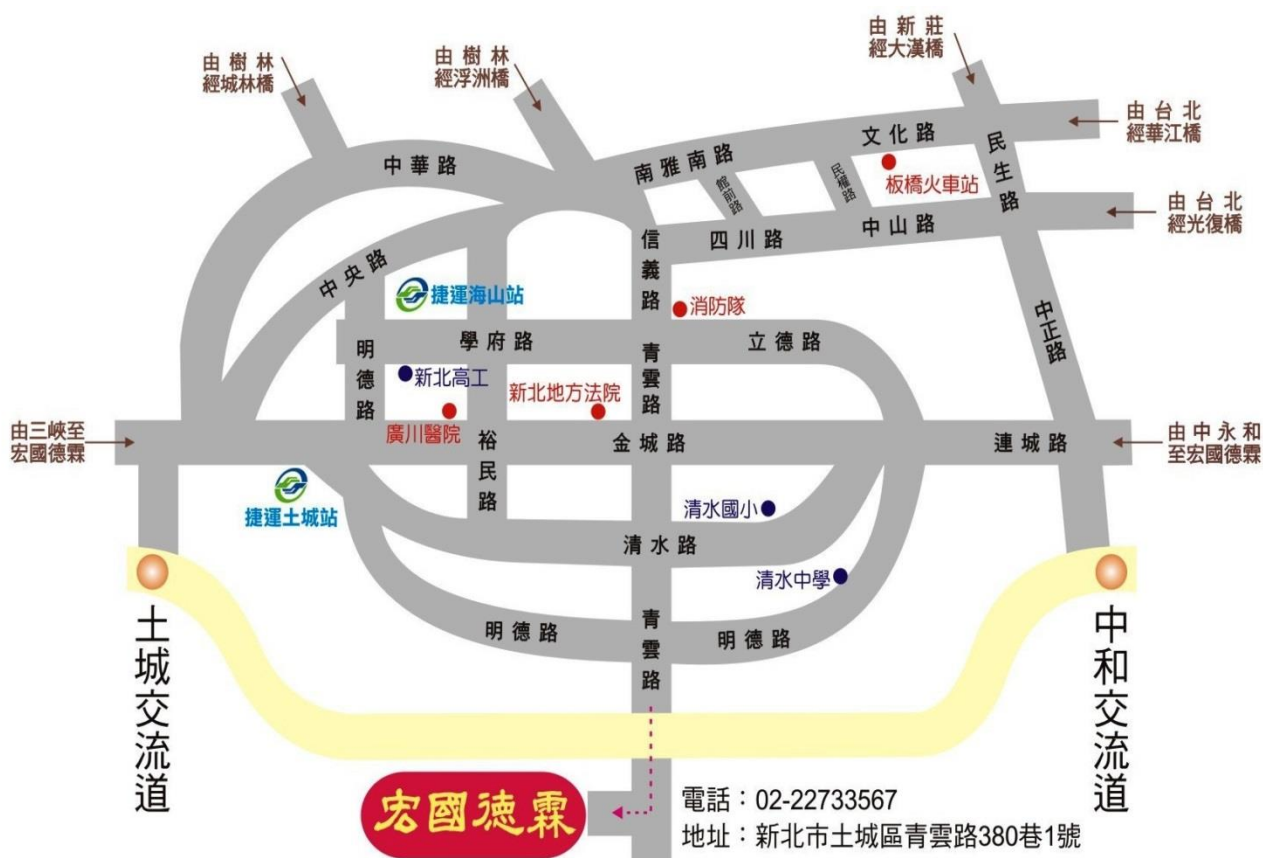 由新莊
經大漢橋
由樹林
經城林橋
由樹林
經浮洲橋
由台北
經華江橋
文化路
民生路
中華路
南雅南路
館前路
民權路
板橋火車站
由台北
經光復橋
信義路
四川路
中山路
中央路
捷運海山站
消防隊
中正路
明德路
學府路
青雲路
立德路
新北高工
新北地方法院
廣川醫院
由三峽至
宏國德霖
裕民路
金城路
連城路
由中永和
至宏國德霖
捷運土城站
清水國小
清水路
清水中學
土城交流道
明德路
青雲路
明德路
中和交流道
宏國德霖
電話：02-22733567
地址：新北市土城區青雲路380巷1號